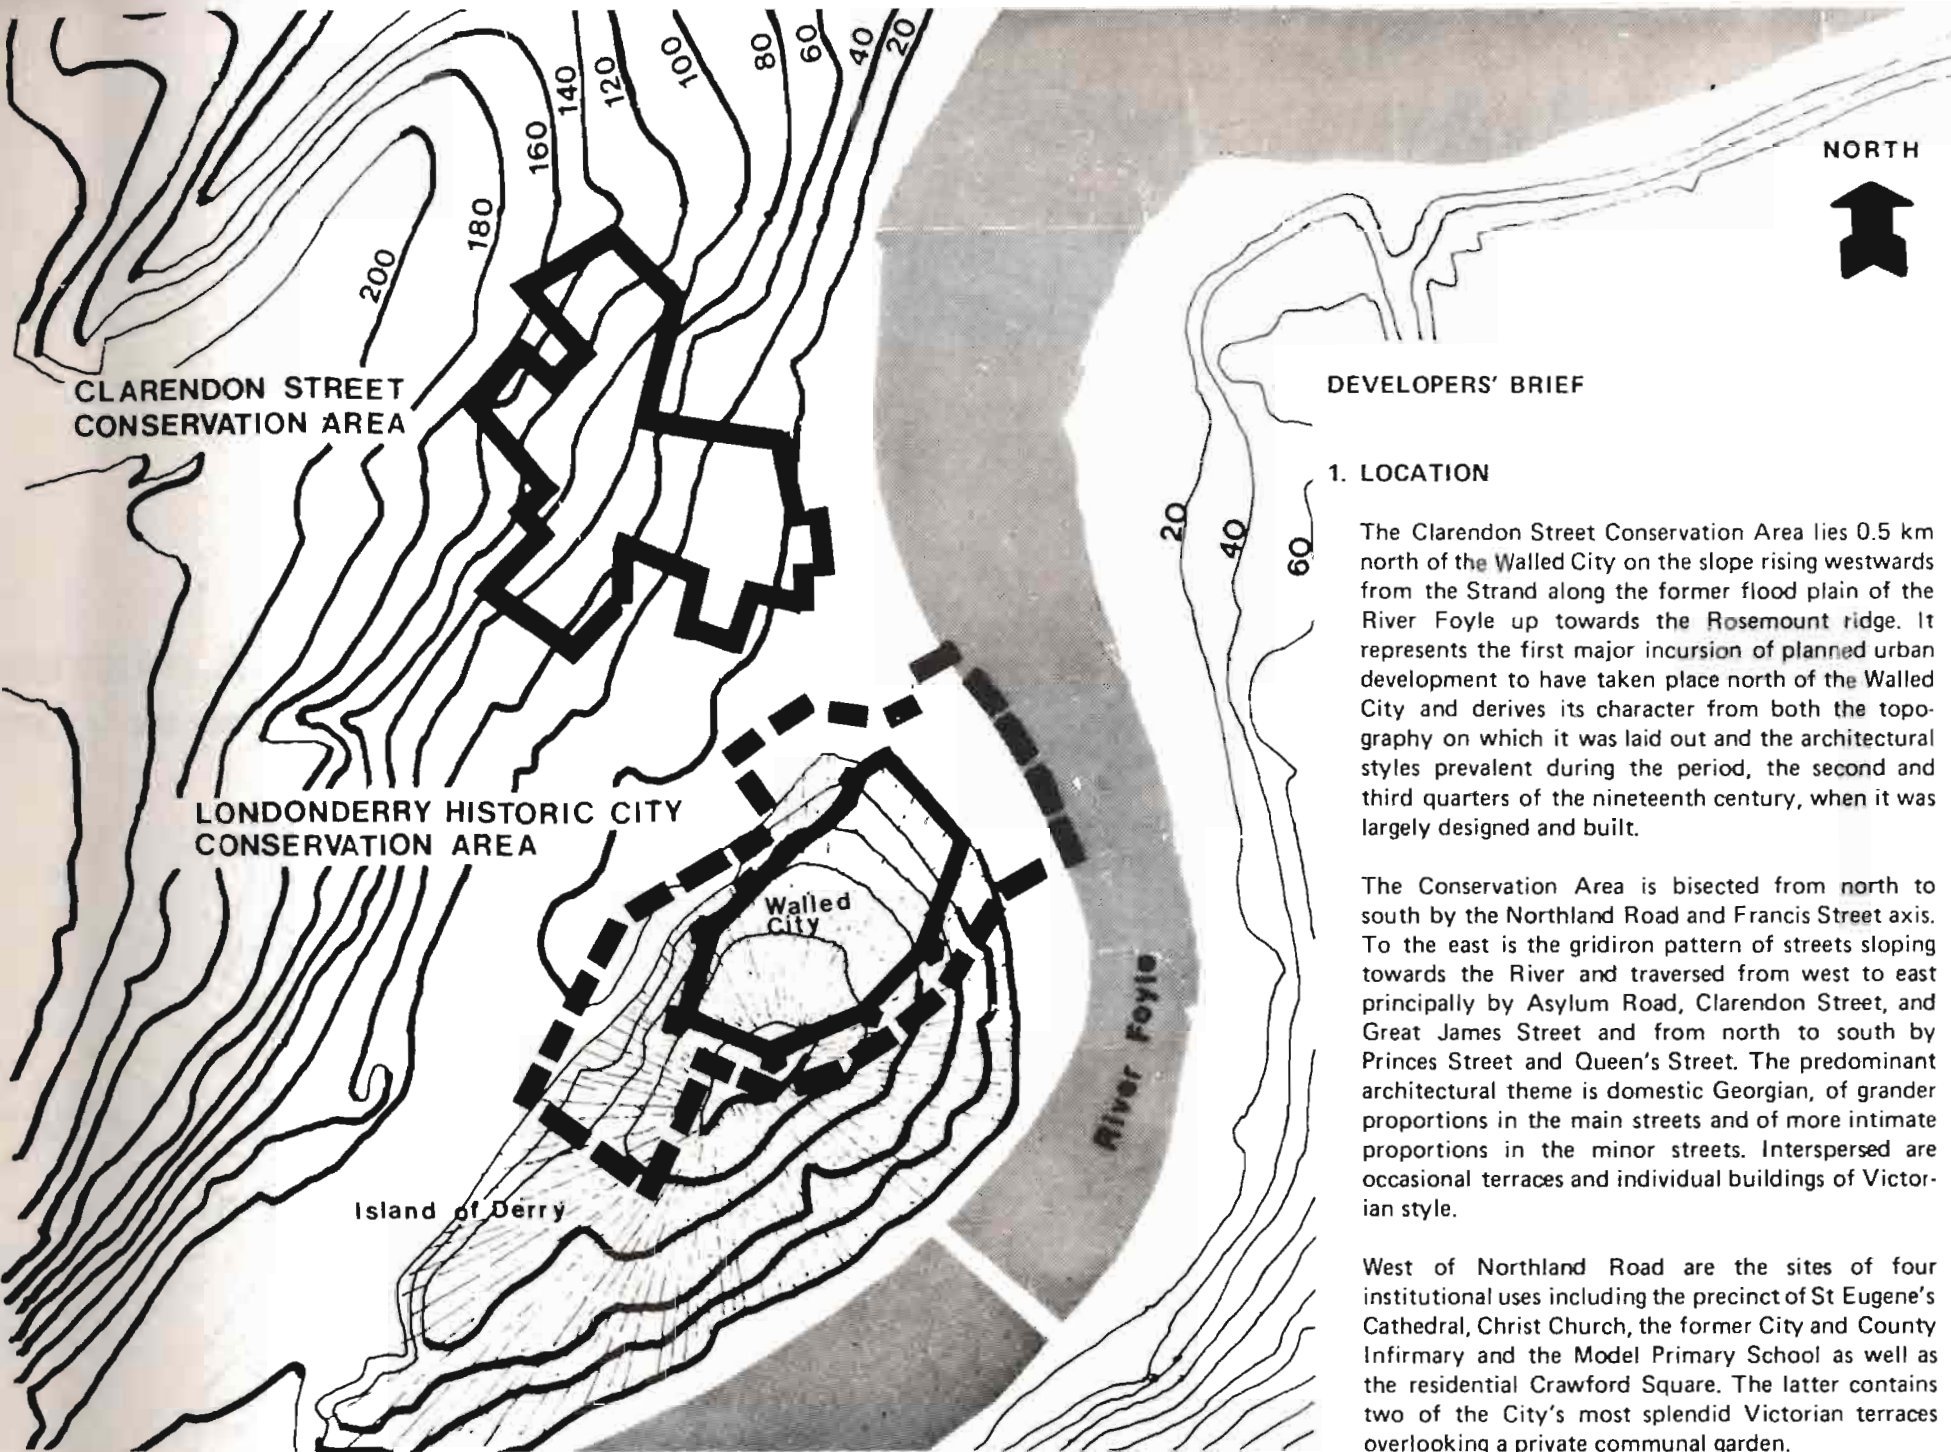 140
120
100
80
60
40
20
160
180
200
NORTH
CLARENDON STREET
CONSERVATION AREA
LONDONDERRY HISTORIC CITY
CONSERVATION AREA
Walled
City
Island of Derry
River Foyle
20
40
60
DEVELOPERS' BRIEF
1. LOCATION
The Clarendon Street Conservation Area lies 0.5 km
north of the Walled City on the slope rising westwards
from the Strand along the former flood plain of the
River Foyle up towards the Rosemount ridge. It
represents the first major incursion of planned urban
development to have taken place north of the Walled
City and derives its character from both the topo-
graphy on which it was laid out and the architectural
styles prevalent during the period, the second and
third quarters of the nineteenth century, when it was
largely designed and built.
The Conservation Area is bisected from north to
south by the Northland Road and Francis Street axis.
To the east is the gridiron pattern of streets sloping
towards the River and traversed from west to east
principally by Asylum Road, Clarendon Street, and
Great James Street and from north to south by
Princes Street and Queen's Street. The predominant
architectural theme is domestic Georgian, of grander
proportions in the main streets and of more intimate
proportions in the minor streets. Interspersed are
occasional terraces and individual buildings of Victor-
ian style.
West of Northland Road are the sites of four
institutional uses including the precinct of St Eugene's
Cathedral, Christ Church, the former City and County
Infirmary and the Model Primary School as well as
the residential Crawford Square. The latter contains
two of the City's most splendid Victorian terraces
overlooking a private communal garden.